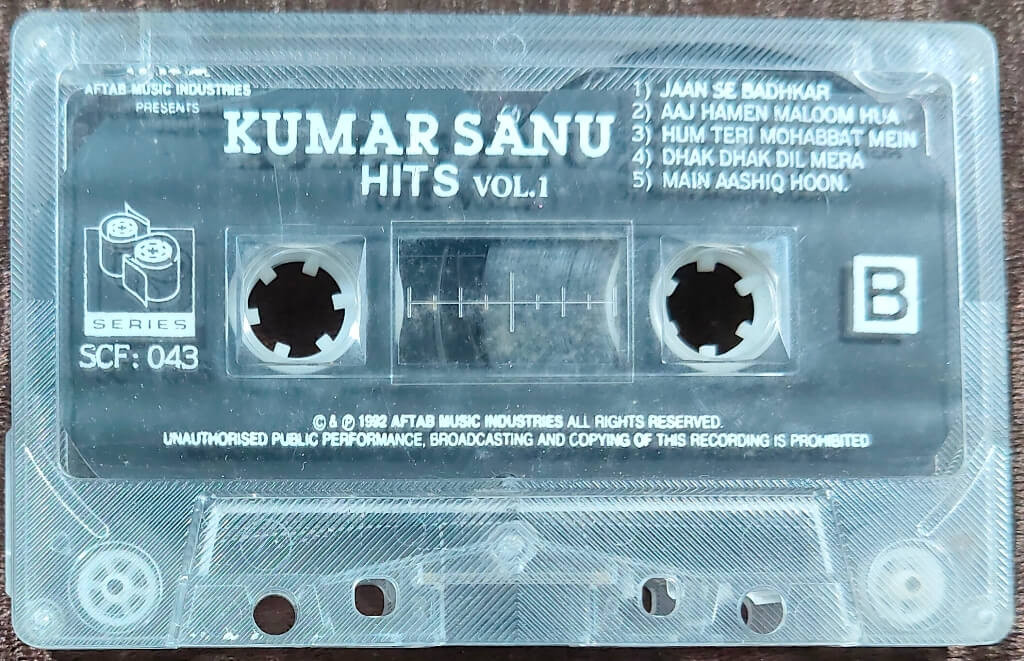 AFTAB MUSIC INDUSTRIES
PRESENTS
KUMAR SANU
HITS VOL.1
1) JAAN SE BADHKAR
2) AAJ HAMEN MALOOM HUA
3) HUM TERI MOHABBAT MEIN
4) DHAK DHAK DIL MERA
5) MAIN AASHIQ HOON.
SERIES
SCF: 043
B
© & ℗ 1992 AFTAB MUSIC INDUSTRIES ALL RIGHTS RESERVED.
UNAUTHORISED PUBLIC PERFORMANCE, BROADCASTING AND COPYING OF THIS RECORDING IS PROHIBITED